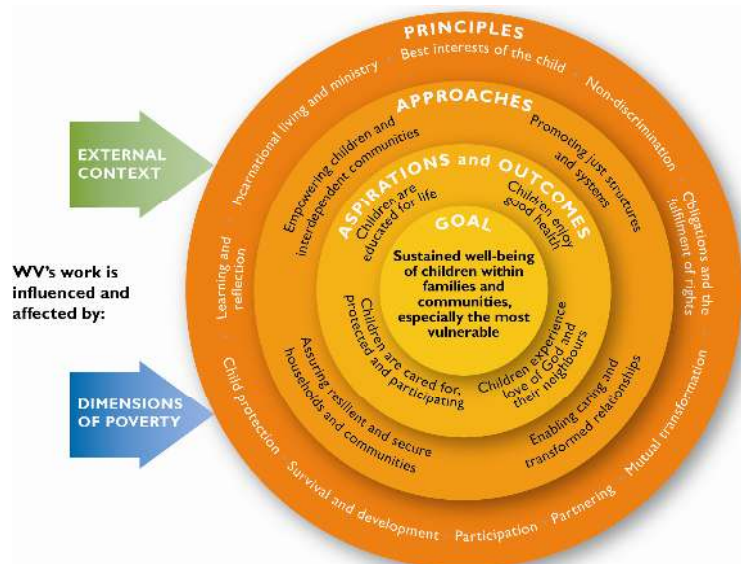 PRINCIPLES
Best interests of the child
Non-discrimination
Obligations and the
fulfilment of rights
Mutual transformation
Partnering
Participation
Survival and development
Child protection
Learning and
reflection
Incarnational living and ministry
APPROACHES
Empowering children and
interdependent communities
Promoting just structures
and systems
Enabling caring and
transformed relationships
Assuring resilient and secure
households and communities
ASPIRATIONS and OUTCOMES
Children are
educated for life
Children enjoy
good health
Children experience
love of God and
their neighbours
Children are cared for,
protected and participating
GOAL
Sustained well-being
of children within
families and
communities,
especially the most
vulnerable
EXTERNAL
CONTEXT
WV's work is
influenced and
affected by:
DIMENSIONS
OF POVERTY